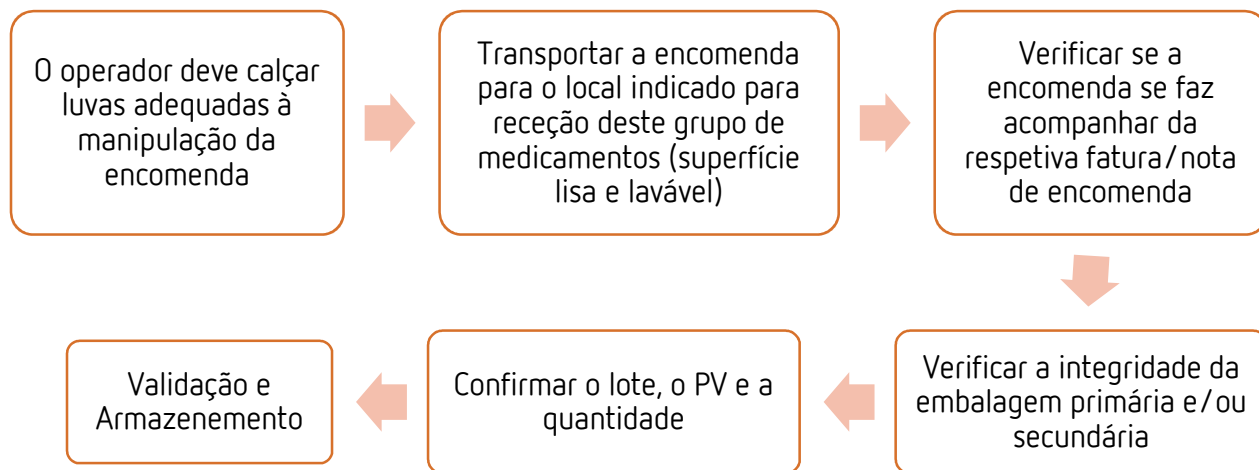 O operador deve calçar
luvas adequadas à
manipulação da
encomenda
Transportar a encomenda
para o local indicado para
receção deste grupo de
medicamentos (superfície
lisa e lavável)
Verificar se a
encomenda se faz
acompanhar da
respetiva fatura/nota
de encomenda
Verificar a integridade da
embalagem primária e/ou
secundária
Confirmar o lote, o PV e a
quantidade
Validação e
Armazenemento